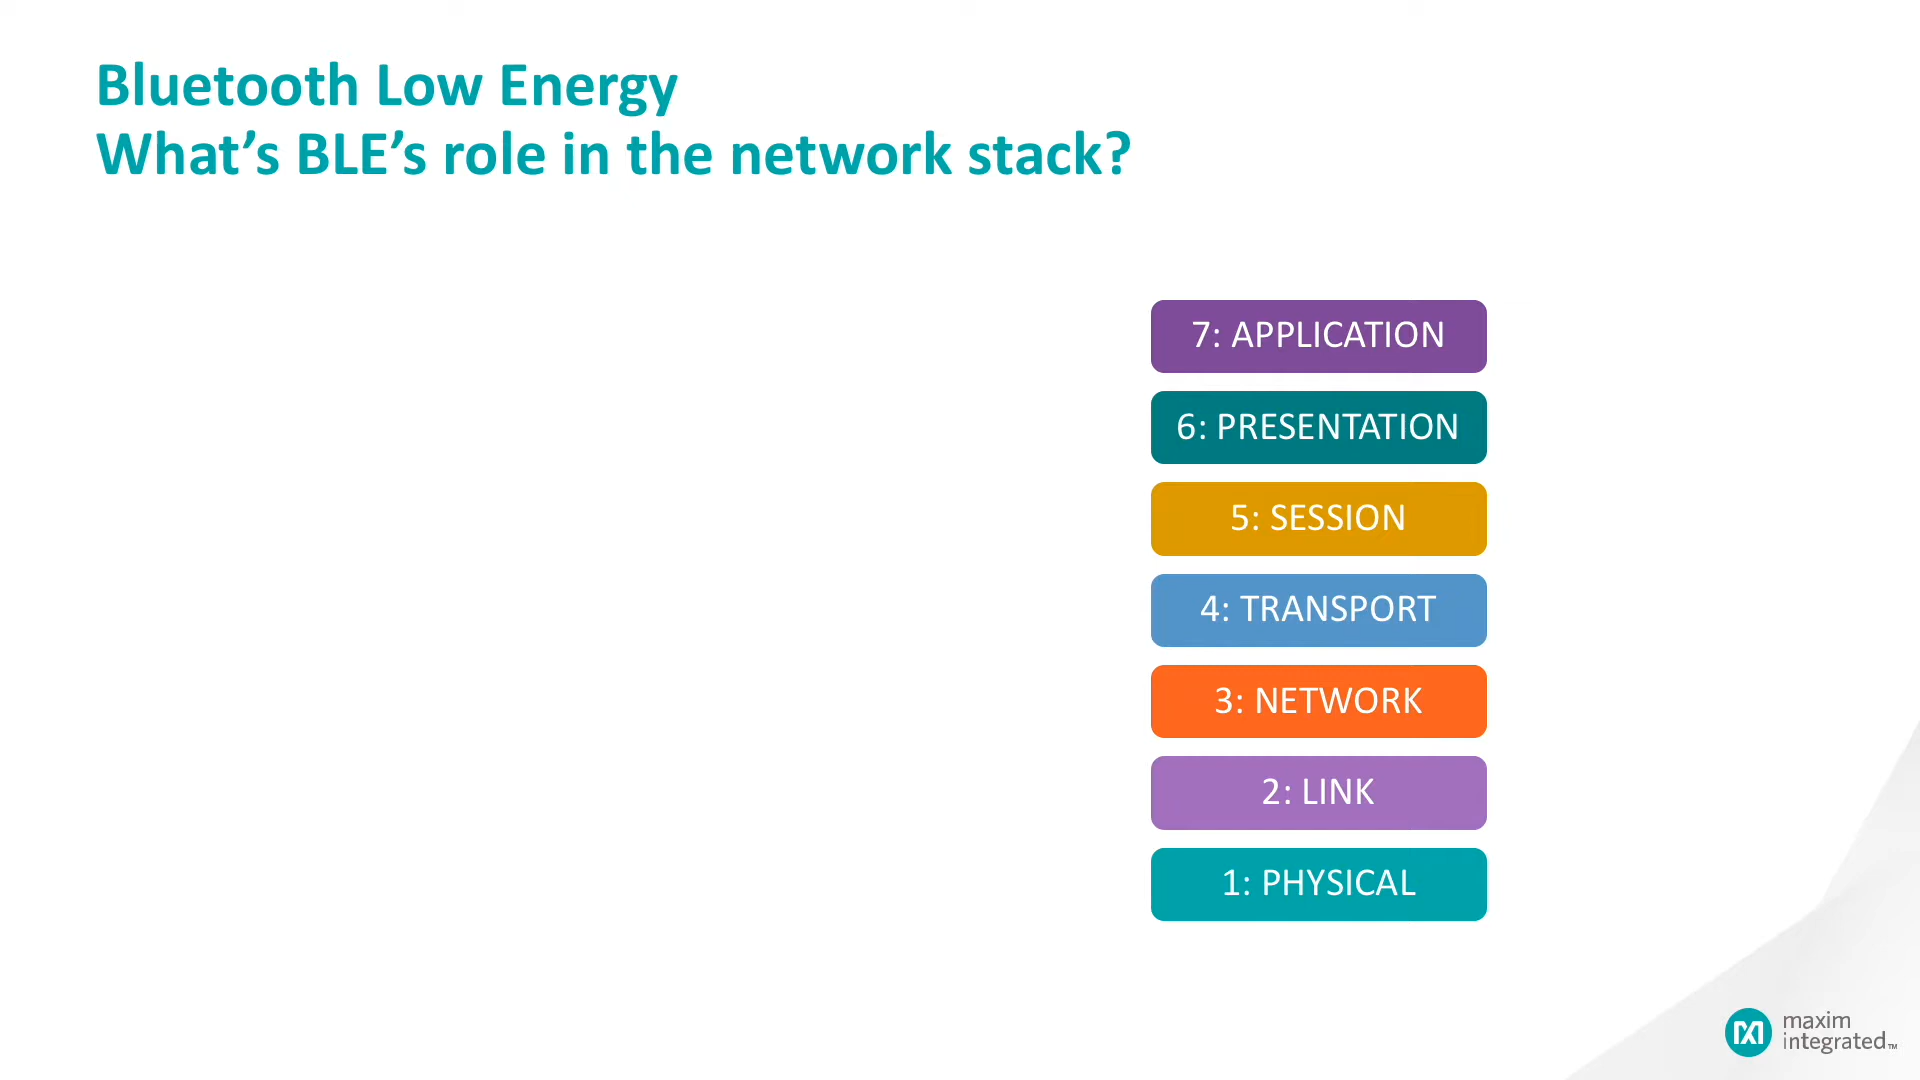 Bluetooth Low Energy
What’s BLE’s role in the network stack?
7: APPLICATION
6: PRESENTATION
5: SESSION
4: TRANSPORT
3: NETWORK
2: LINK
1: PHYSICAL
maxim
integrated™